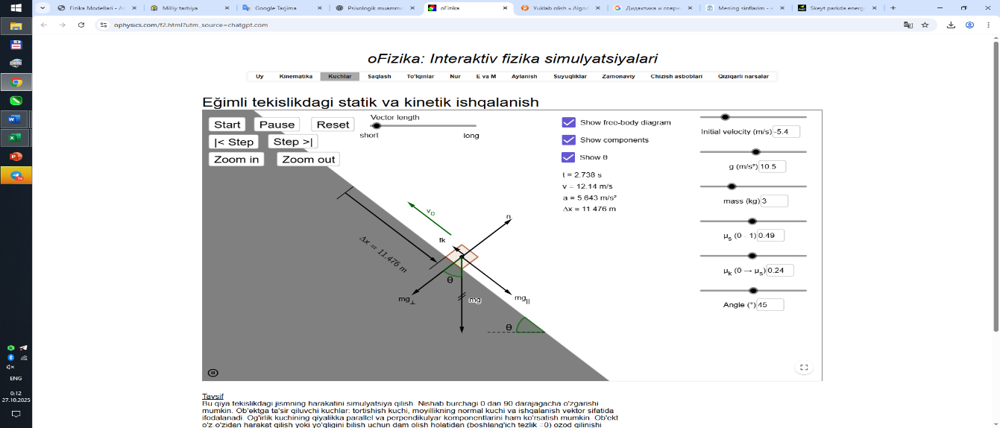 Fizika Modellari - As
Milliy tarbiya
Google Tarjima
Psixologik muammo
oFizika
Yuklab olish « Algori
Дидактика и совре
Mening sinflarim -
Skeyt parkda energi
ophysics.com/f2.html?utm_source=chatgpt.com
oFizika: Interaktiv fizika simulyatsiyalari
Uy Kinematika Kuchlar Saqlash To'lqinlar Nur E va M Aylanish Suyuqliklar Zamonaviy Chizish asboblari Qiziqarli narsalar
Eğimli tekislikdagi statik va kinetik ishqalanish
Start Pause Reset
|< Step Step >|
Zoom in Zoom out
Vector length
short long
Show free-body diagram
Show components
Show θ
t = 2.738 s
v = 12.14 m/s
a = 5.643 m/s²
Δx = 11.476 m
Initial velocity (m/s) -5.4
g (m/s²) 10.5
mass (kg) 3
μs (0 - 1) 0.49
μk (0 → μs) 0.24
Angle (°) 45
v0
n
fk
Δx = 11.476 m
θ
mg⊥
mg
mg||
θ
Tavsif
Bu qiya tekislikdagi jismning harakatini simulyatsiya qilish. Nishab burchagi 0 dan 90 darajagacha o'zgarishi
mumkin. Ob'ektga ta'sir qiluvchi kuchlar: tortishish kuchi, moyillikning normal kuchi va ishqalanish vektor sifatida
ifodalanadi. Og'irlik kuchining qiyalikka parallel va perpendikulyar komponentlarini ham ko'rsatish mumkin. Ob'ekt
o'z-o'zidan harakat qilish yoki yo'qligini bilish uchun dam olish holatidan (boshlang'ich tezlik =0) ozod qilinishi
ENG
0:12
27.10.2025